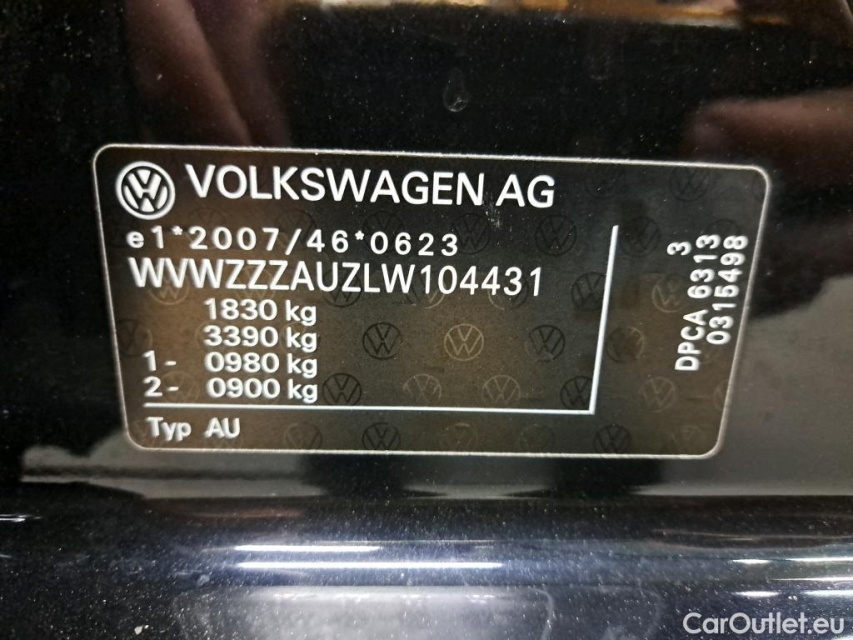 VOLKSWAGEN AG
e1*2007/46*0623
WVWZZZAUZLW104431
1830 kg
3390 kg
1- 0980 kg
2- 0900 kg
Typ AU
3
DPCA 6313
0315498
CarOutlet.eu